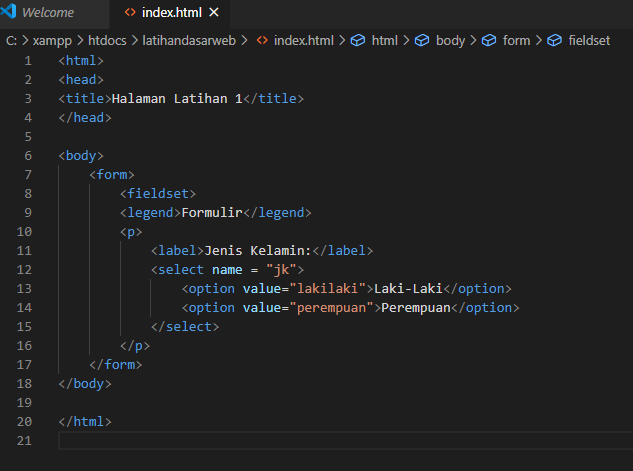 Welcome index.html
C: > xampp > htdocs > latihandasarweb > index.html > html > body > form > fieldset
1 <html>
2 <head>
3 <title>Halaman Latihan 1</title>
4 </head>
5
6 <body>
7 <form>
8 <fieldset>
9 <legend>Formulir</legend>
10 <p>
11 <label>Jenis Kelamin:</label>
12 <select name = "jk">
13 <option value="lakilaki">Laki-Laki</option>
14 <option value="perempuan">Perempuan</option>
15 </select>
16 </p>
17 </form>
18 </body>
19
20 </html>
21